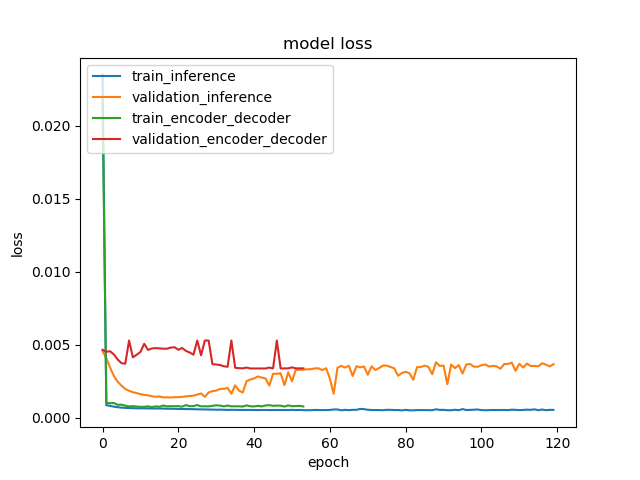 model loss
train_inference
validation_inference
train_encoder_decoder
validation_encoder_decoder
0.020
0.015
0.010
0.005
0.000
loss
0 20 40 60 80 100 120
epoch